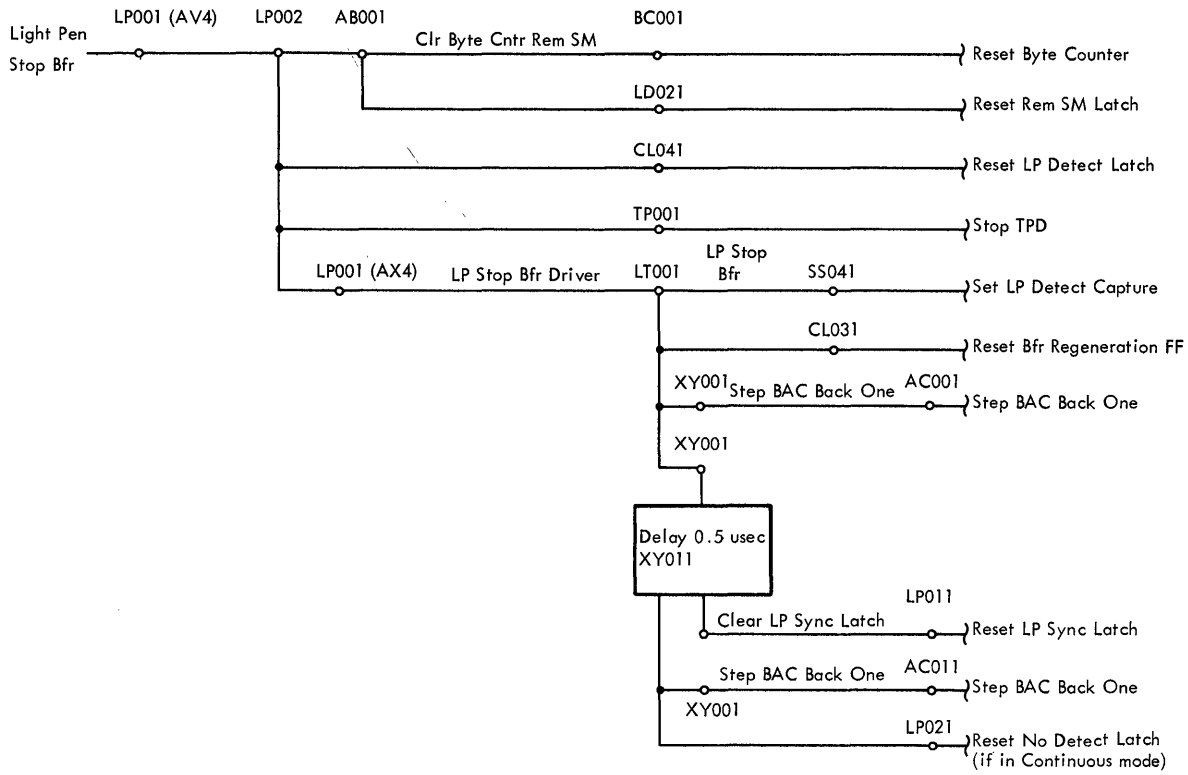 LP001 (AV4) LP002 AB001 BC001
Light Pen
Stop Bfr
Clr Byte Cntr Rem SM
Reset Byte Counter
LD021
Reset Rem SM Latch
CL041
Reset LP Detect Latch
TP001
Stop TPD
LP001 (AX4)
LP Stop Bfr Driver
LT001
LP Stop
Bfr
SS041
Set LP Detect Capture
CL031
Reset Bfr Regeneration FF
XY001
Step BAC Back One
AC001
Step BAC Back One
XY001
Delay 0.5 usec
XY011
Clear LP Sync Latch
LP011
Reset LP Sync Latch
Step BAC Back One
AC011
Step BAC Back One
XY001
LP021
Reset No Detect Latch
(if in Continuous mode)